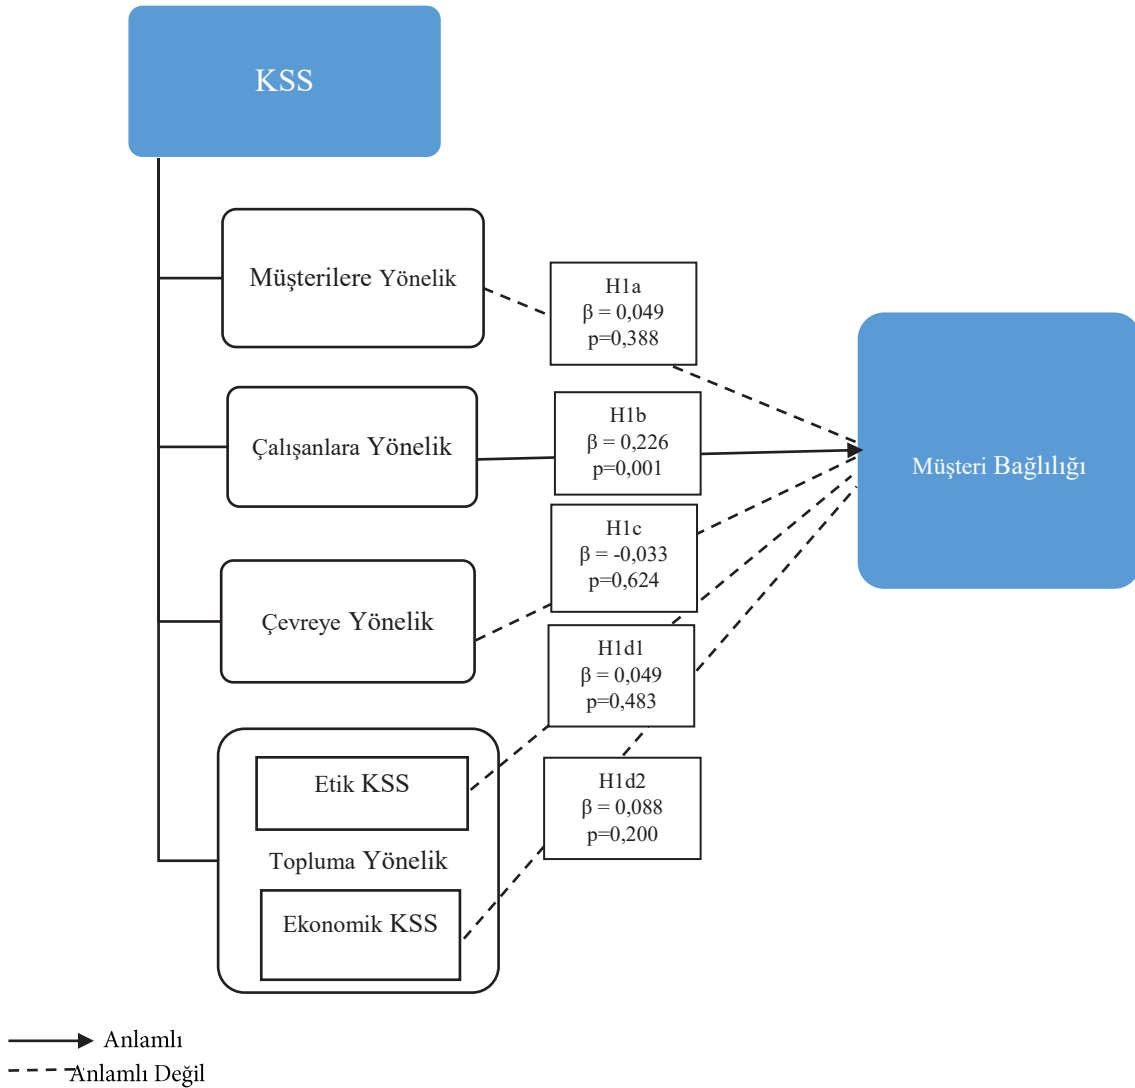 KSS
Müşterilere Yönelik
H1a
β = 0,049
p=0,388
Çalışanlara Yönelik
H1b
β = 0,226
p=0,001
Müşteri Bağlılığı
Çevreye Yönelik
H1c
β = -0,033
p=0,624
H1d1
β = 0,049
p=0,483
Etik KSS
Topluma Yönelik
Ekonomik KSS
H1d2
β = 0,088
p=0,200
Anlamlı
Anlamlı Değil